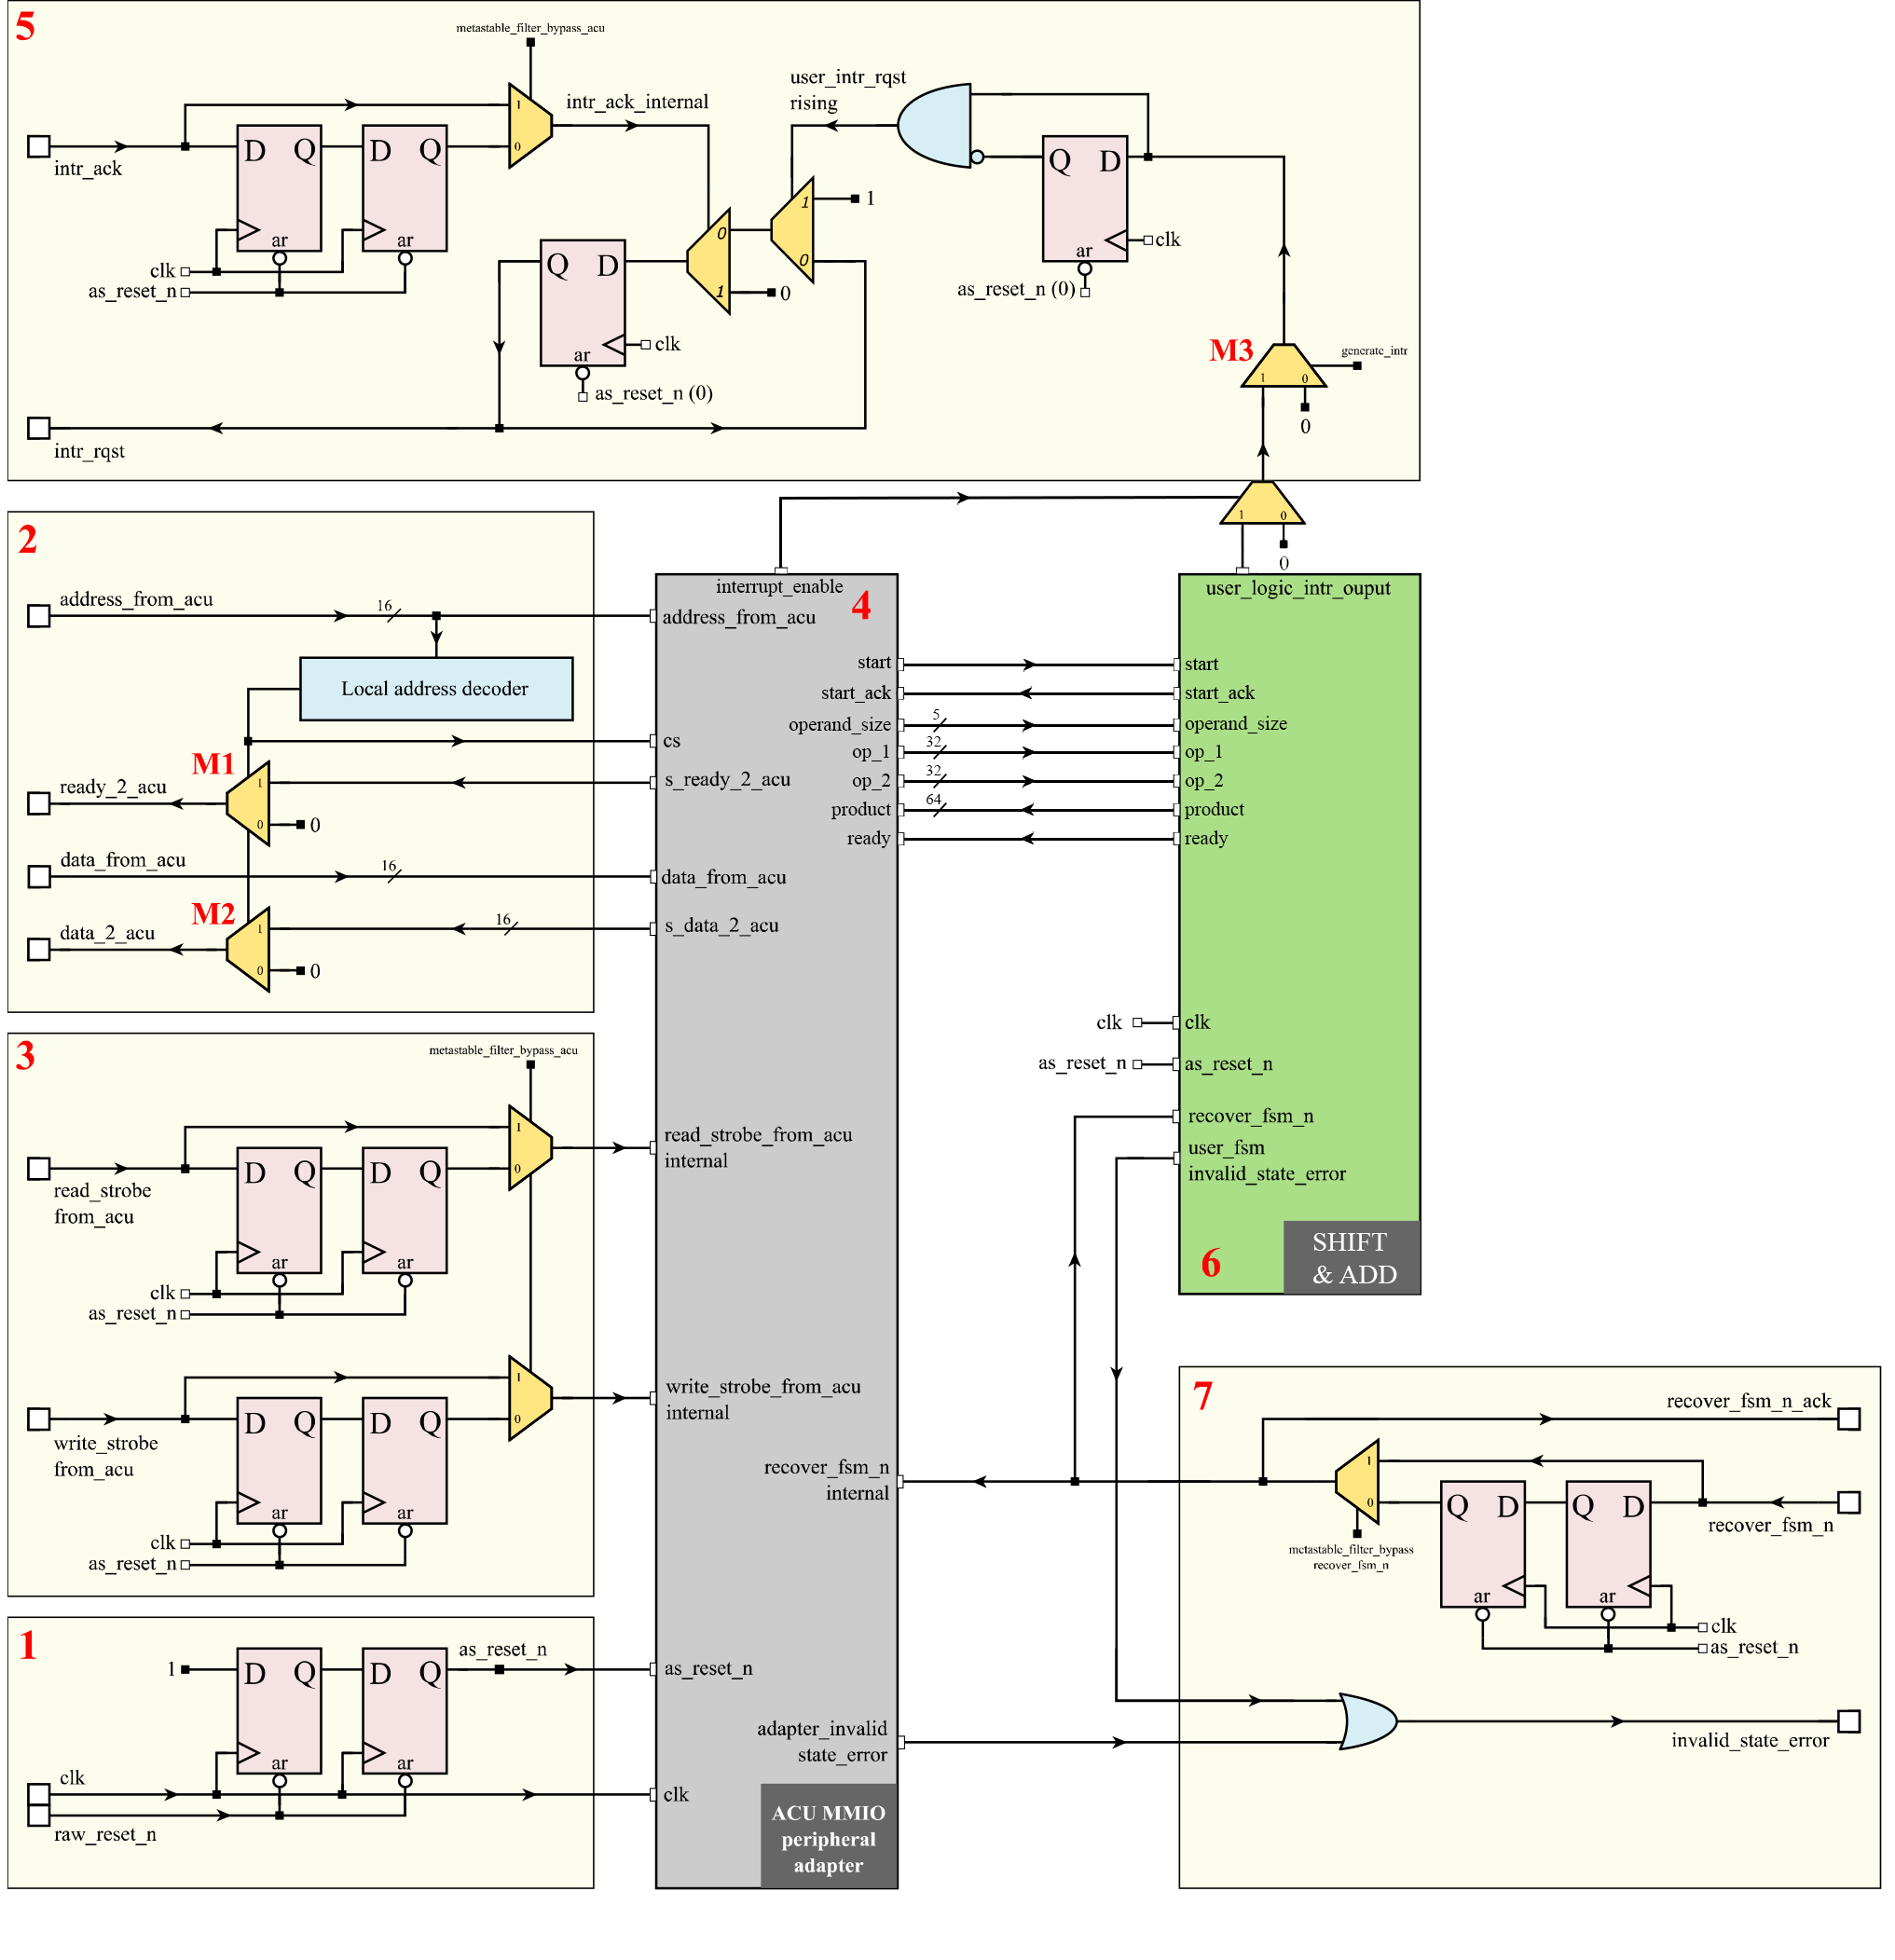 5
metastable_filter_bypass_acu
intr_ack
D Q
D Q
ar
ar
clk
as_reset_n
1
0
intr_ack_internal
user_intr_rqst
rising
1
0
1
0
1
0
Q D
ar
clk
as_reset_n (0)
Q D
ar
clk
as_reset_n (0)
intr_rqst
M3
generate_intr
1 0
0
1 0
0
2
address_from_acu
16
Local address decoder
M1
ready_2_acu
1
0
0
data_from_acu
16
M2
data_2_acu
16
1
0
0
3
metastable_filter_bypass_acu
read_strobe
from_acu
D Q
D Q
ar
ar
clk
as_reset_n
1
0
write_strobe
from_acu
D Q
D Q
ar
ar
clk
as_reset_n
1
0
1
1
D Q
D Q
ar
ar
as_reset_n
clk
raw_reset_n
interrupt_enable
4
address_from_acu
cs
s_ready_2_acu
data_from_acu
s_data_2_acu
read_strobe_from_acu
internal
write_strobe_from_acu
internal
as_reset_n
clk
start
start_ack
operand_size
op_1
op_2
product
ready
recover_fsm_n
internal
adapter_invalid
state_error
ACU MMIO
peripheral
adapter
5
32
32
64
user_logic_intr_ouput
start
start_ack
operand_size
op_1
op_2
product
ready
clk
clk
as_reset_n
as_reset_n
recover_fsm_n
user_fsm
invalid_state_error
6
SHIFT
& ADD
7
recover_fsm_n_ack
1
0
Q D
Q D
ar
ar
recover_fsm_n
metastable_filter_bypass
recover_fsm_n
clk
as_reset_n
invalid_state_error